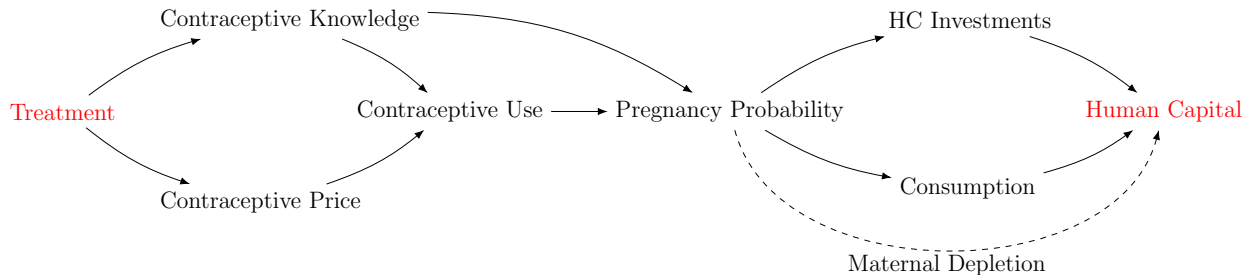 Contraceptive Knowledge
HC Investments
Treatment
Contraceptive Use
Pregnancy Probability
Human Capital
Contraceptive Price
Consumption
Maternal Depletion